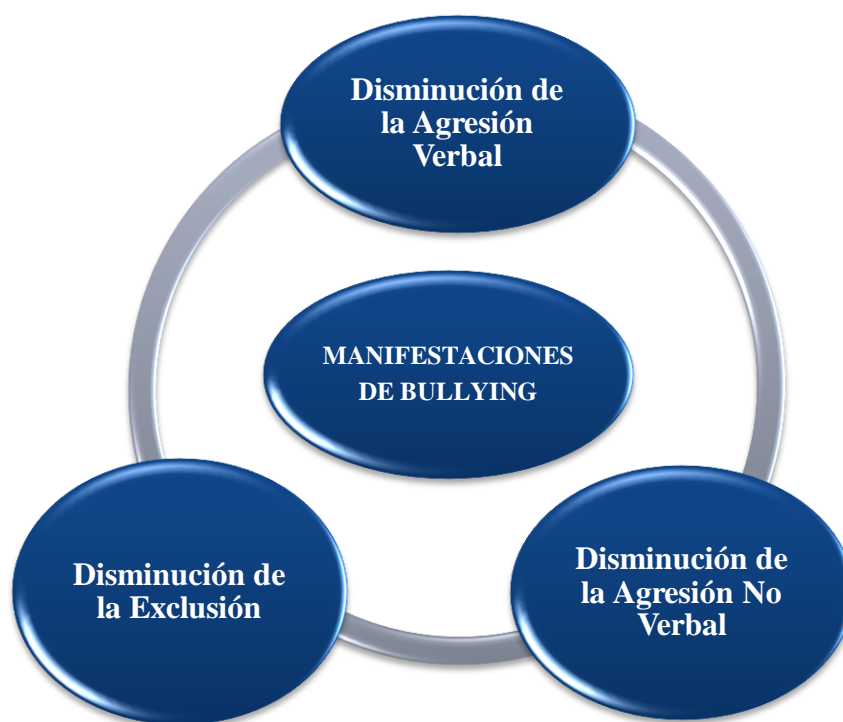 Disminución de
la Agresión
Verbal
MANIFESTACIONES
DE BULLYING
Disminución de
la Exclusión
Disminución de
la Agresión No
Verbal